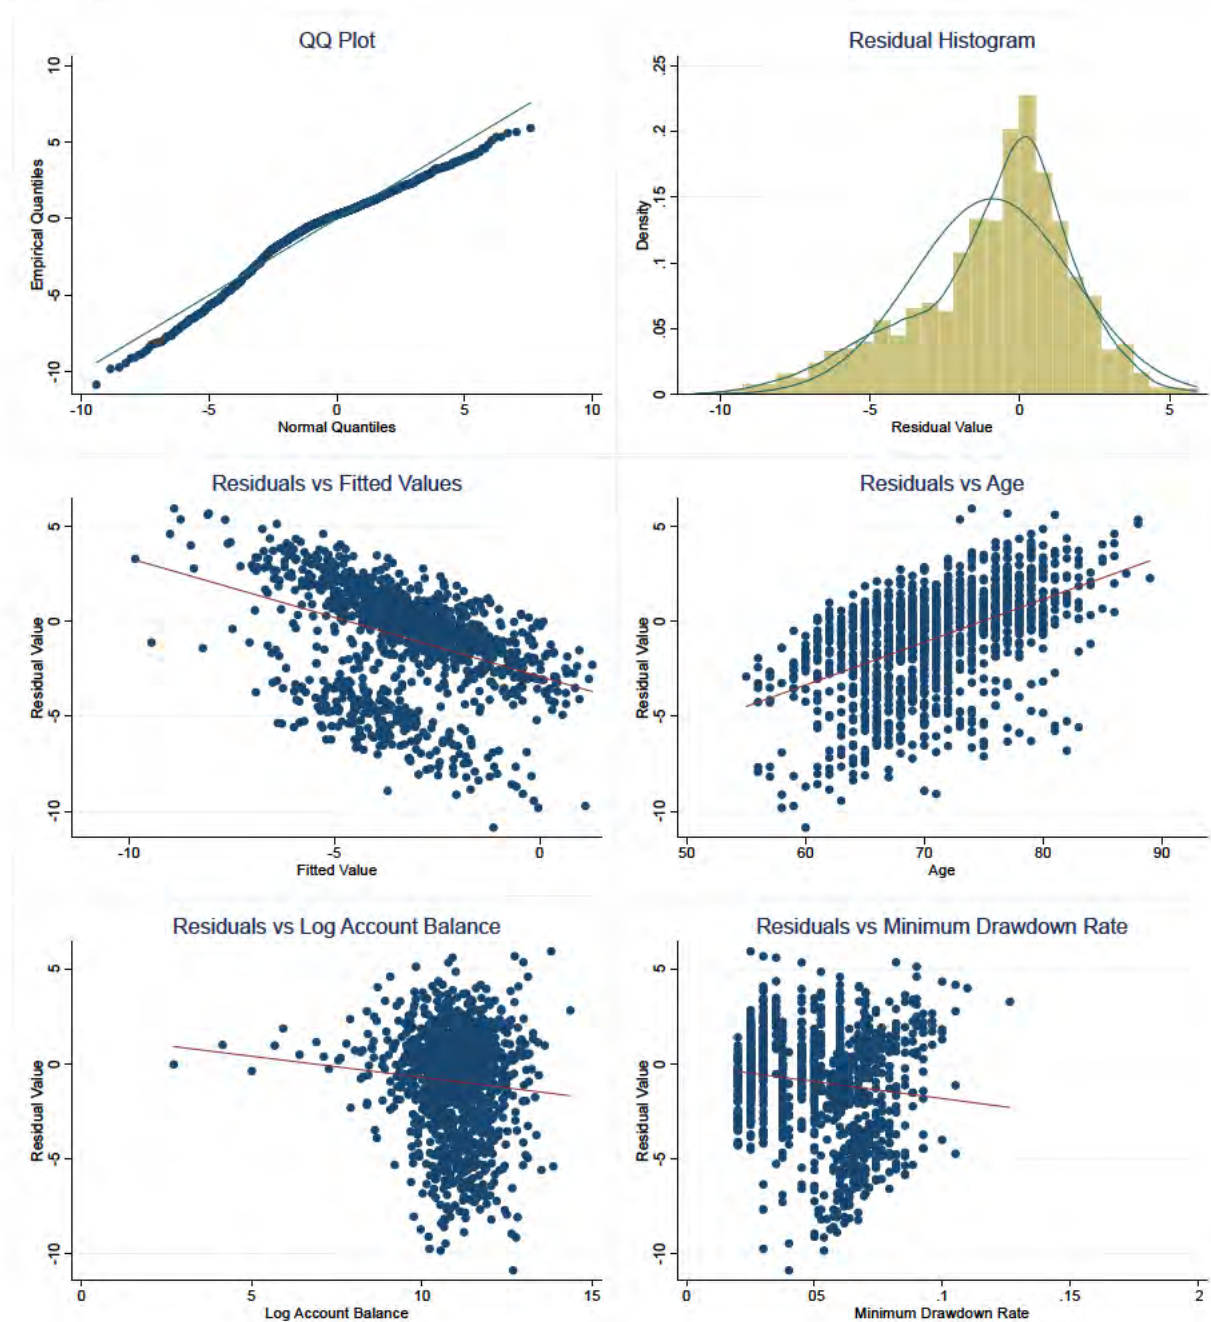 QQ Plot
10
5
0
-5
-10
Empirical Quantiles
-10 -5 0 5 10
Normal Quantiles
Residual Histogram
.25
.2
.15
.1
.05
0
Density
-10 -5 0 5
Residual Value
Residuals vs Fitted Values
5
0
-5
-10
Residual Value
-10 -5 0
Fitted Value
Residuals vs Age
5
0
-5
-10
Residual Value
50 60 70 80 90
Age
Residuals vs Log Account Balance
5
0
-5
-10
Residual Value
0 5 10 15
Log Account Balance
Residuals vs Minimum Drawdown Rate
5
0
-5
-10
Residual Value
0 05 .1 .15 2
Minimum Drawdown Rate